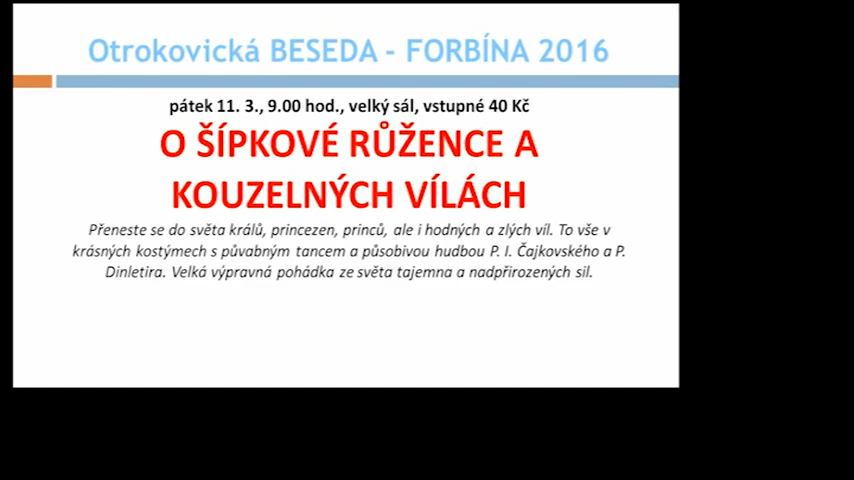 Otrokovická BESEDA - FORBÍNA 2016
pátek 11. 3., 9.00 hod., velký sál, vstupné 40 Kč
O ŠÍPKOVÉ RŮŽENCE A
KOUZELNÝCH VÍLÁCH
Přeneste se do světa králů, princezen, princů, ale i hodných a zlých víl. To vše v
krásných kostýmech s půvabným tancem a působivou hudbou P. I. Čajkovského a P.
Dinletira. Velká výpravná pohádka ze světa tajemna a nadpřirozených sil.